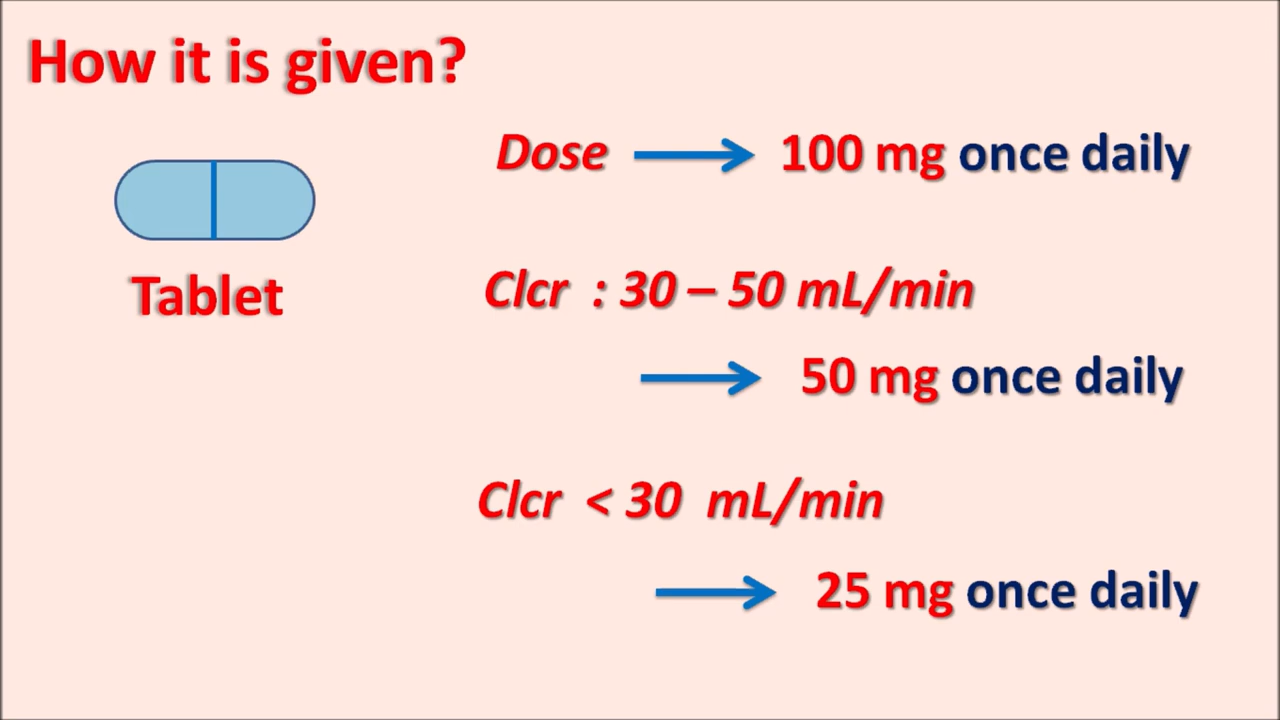 How it is given?
Dose 100 mg once daily
Tablet
Clcr : 30 – 50 mL/min
50 mg once daily
Clcr < 30 mL/min
25 mg once daily